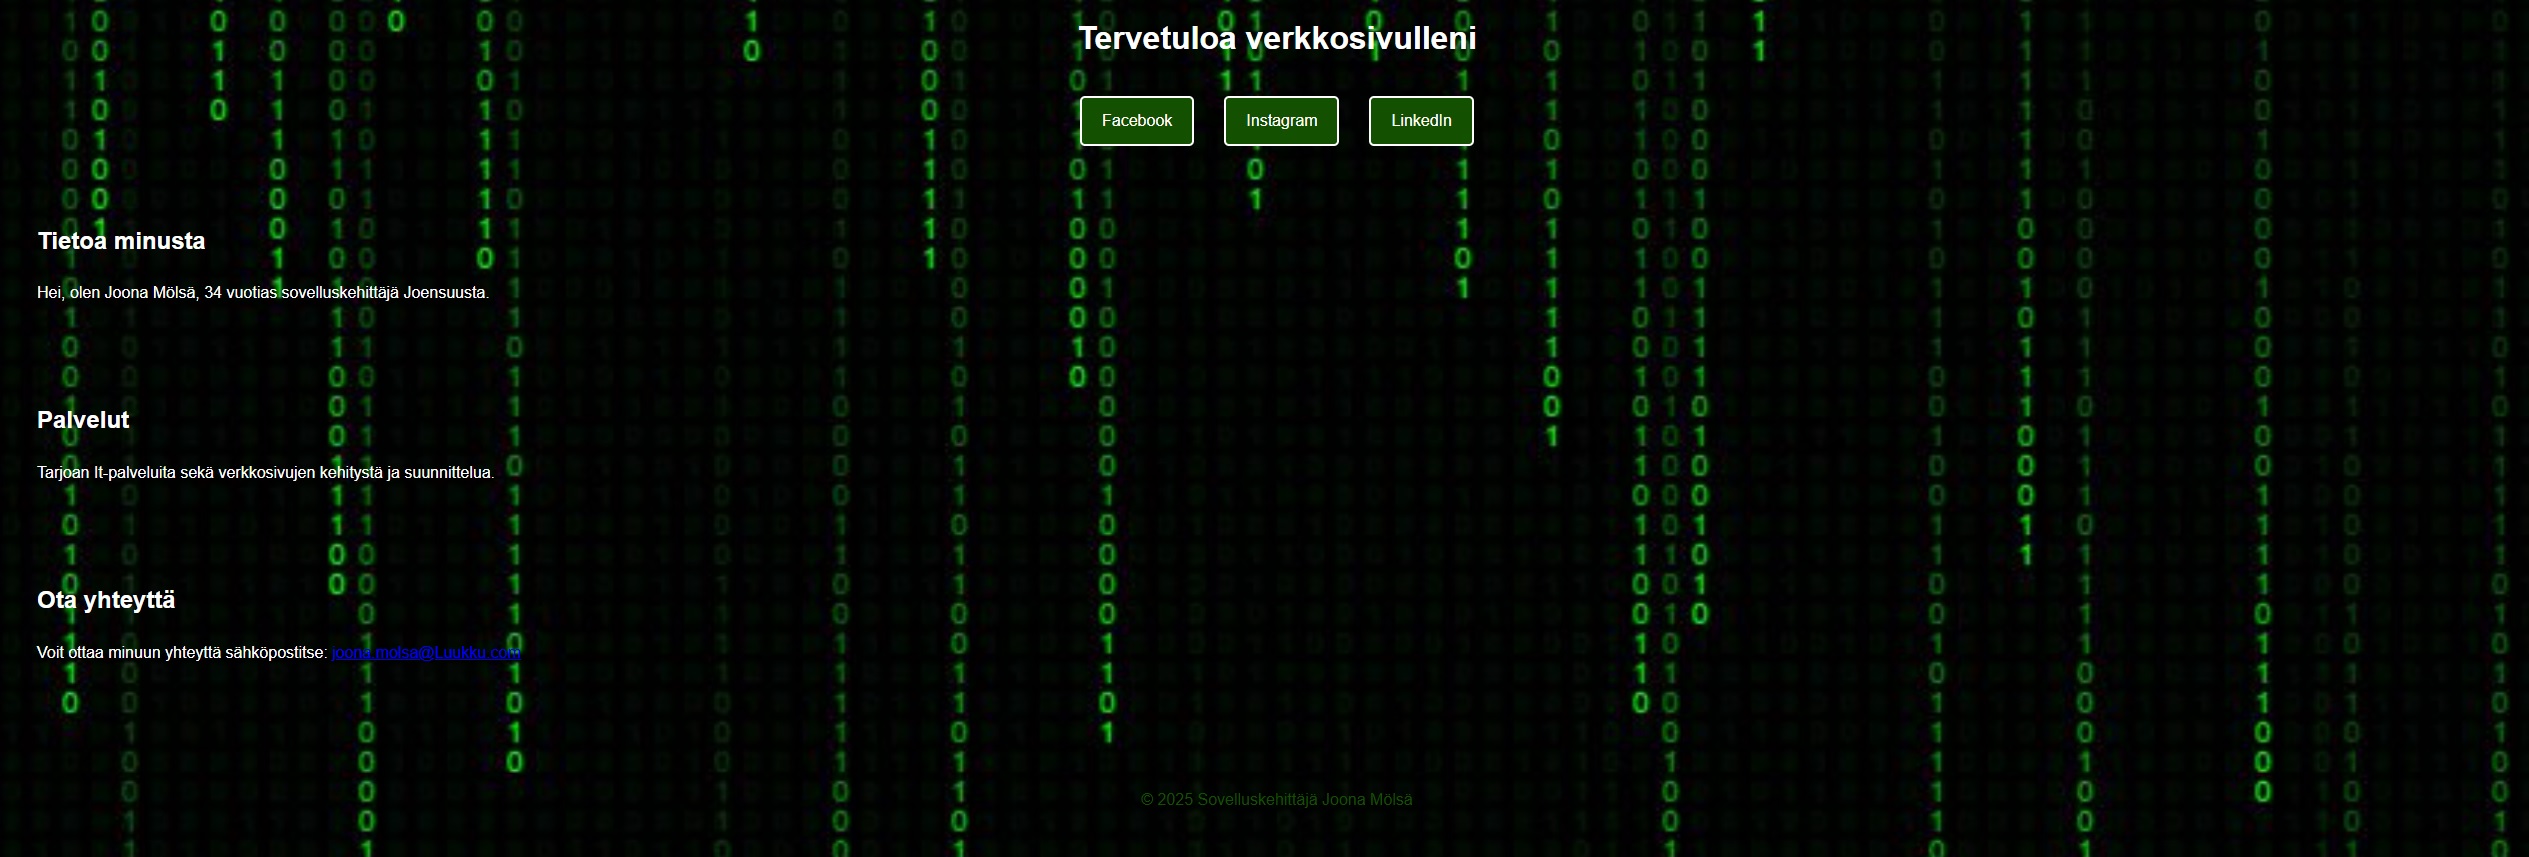 Tervetuloa verkkosivulleni
Facebook Instagram LinkedIn
Tietoa minusta
Hei, olen Joona Mölsä, 34 vuotias sovelluskehittäjä Joensuusta.
Palvelut
Tarjoan It-palveluita sekä verkkosivujen kehitystä ja suunnittelua.
Ota yhteyttä
Voit ottaa minuun yhteyttä sähköpostitse: joona.molsa@Luukku.com
© 2025 Sovelluskehittäjä Joona Mölsä